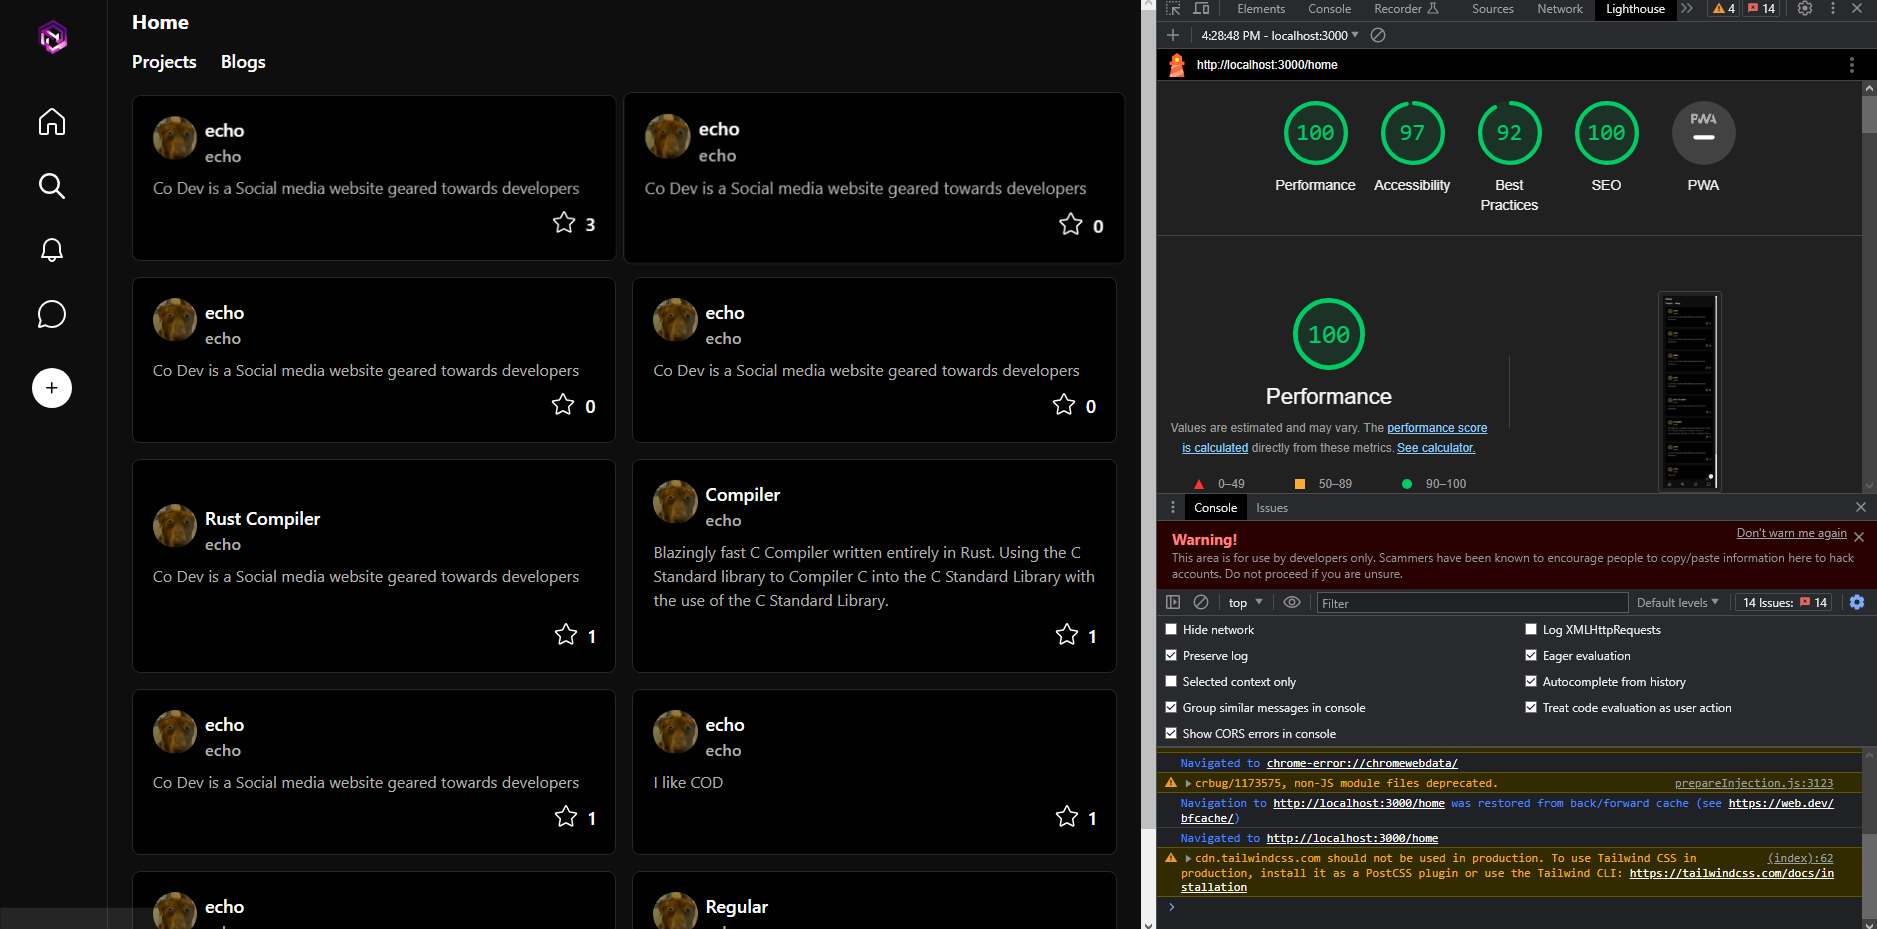 Home
Projects
Blogs
echo
echo
Co Dev is a Social media website geared towards developers
3
echo
echo
Co Dev is a Social media website geared towards developers
0
echo
echo
Co Dev is a Social media website geared towards developers
0
echo
echo
Co Dev is a Social media website geared towards developers
0
Rust Compiler
echo
Co Dev is a Social media website geared towards developers
1
Compiler
echo
Blazingly fast C Compiler written entirely in Rust. Using the C
Standard library to Compiler C into the C Standard Library with
the use of the C Standard Library.
1
echo
echo
Co Dev is a Social media website geared towards developers
1
echo
echo
I like COD
1
echo
Regular
Elements
Console
Recorder
Sources
Network
Lighthouse
4
14
4:28:48 PM - localhost:3000
http://localhost:3000/home
100
Performance
97
Accessibility
92
Best
Practices
100
SEO
PWA
PWA
100
Performance
Values are estimated and may vary. The performance score
is calculated directly from these metrics. See calculator.
0–49
50–89
90–100
Console
Issues
Warning!
Don't warn me again
This area is for use by developers only. Scammers have been known to encourage people to copy/paste information here to hack
accounts. Do not proceed if you are unsure.
top
Filter
Default levels
14 Issues:
14
Hide network
Log XMLHttpRequests
Preserve log
Eager evaluation
Selected context only
Autocomplete from history
Group similar messages in console
Treat code evaluation as user action
Show CORS errors in console
Navigated to chrome-error://chromewebdata/
crbug/1173575, non-JS module files deprecated.
prepareInjection.js:3123
Navigation to http://localhost:3000/home was restored from back/forward cache (see https://web.dev/
bfcache/)
Navigated to http://localhost:3000/home
cdn.tailwindcss.com should not be used in production. To use Tailwind CSS in
(index):62
production, install it as a PostCSS plugin or use the Tailwind CLI: https://tailwindcss.com/docs/in
stallation